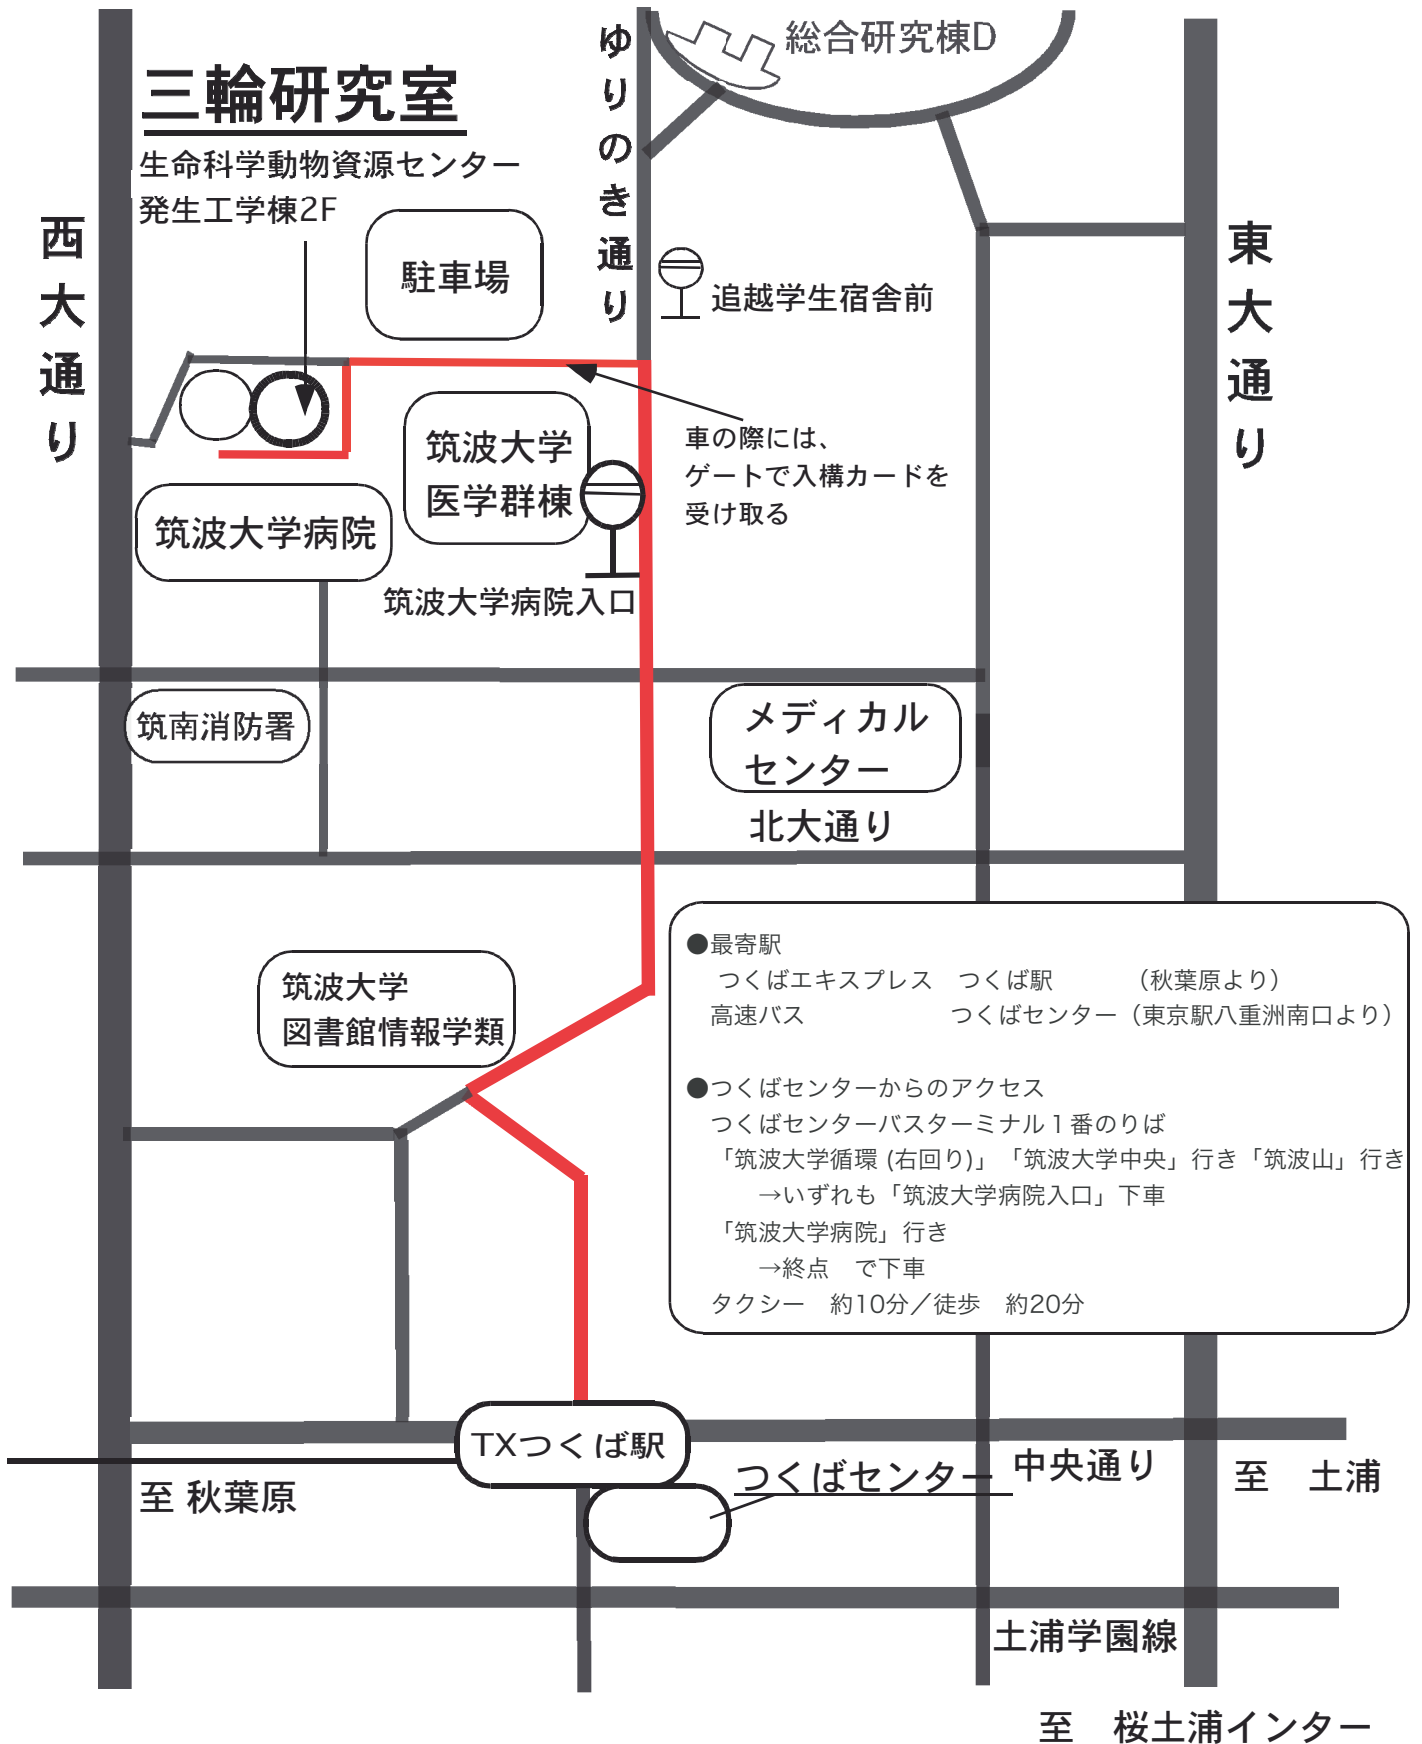 総合研究棟D
ゆりのき通り
三輪研究室
生命科学動物資源センター
発生工学棟2F
西大通り
東大通り
駐車場
追越学生宿舎前
筑波大学
医学群棟
車の際には、
ゲートで入構カードを
受け取る
筑波大学病院
筑波大学病院入口
筑南消防署
メディカル
センター
北大通り
筑波大学
図書館情報学類
●最寄駅
つくばエキスプレス　つくば駅　　　（秋葉原より）
高速バス　　　　　　つくばセンター（東京駅八重洲南口より）
●つくばセンターからのアクセス
つくばセンターバスターミナル１番のりば
「筑波大学循環 (右回り)」「筑波大学中央」行き「筑波山」行き
→いずれも「筑波大学病院入口」下車
「筑波大学病院」行き
→終点　で下車
タクシー　約10分／徒歩　約20分
TXつくば駅
つくばセンター
中央通り
至　土浦
至 秋葉原
土浦学園線
至　桜土浦インター